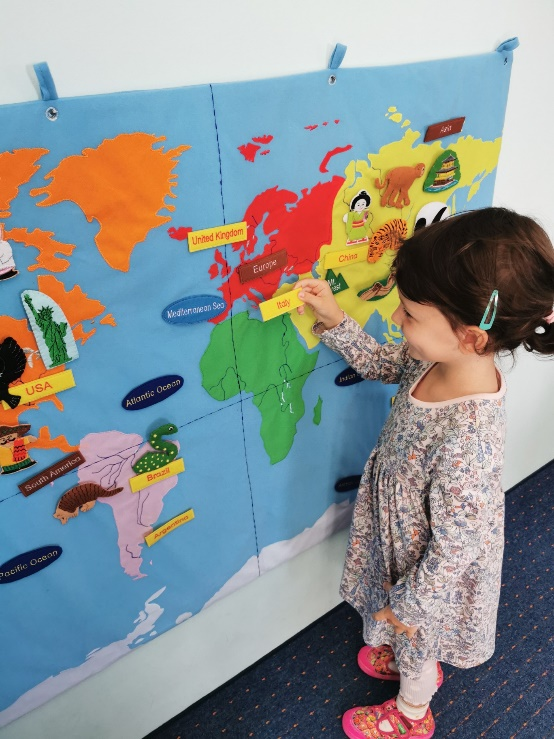 Asia
United Kingdom
Europe
China
Mediterranean Sea
Italy
USA
Atlantic Ocean
South America
Brazil
Argentina
Pacific Ocean